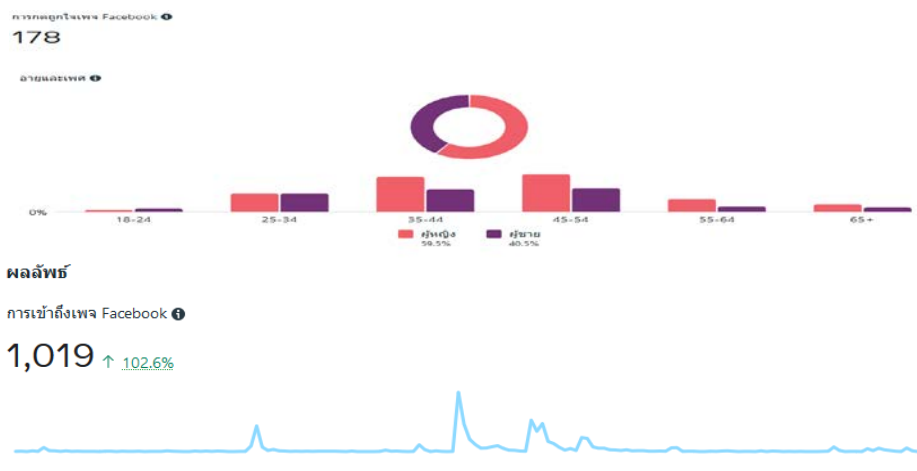 การกดถูกใจเพจ Facebook
178
อายุและเพศ
0%
18-24
25-34
35-44
45-54
55-64
65+
ผู้หญิง
59.5%
ผู้ชาย
40.5%
ผลลัพธ์
การเข้าถึงเพจ Facebook
1,019 ↑ 102.6%